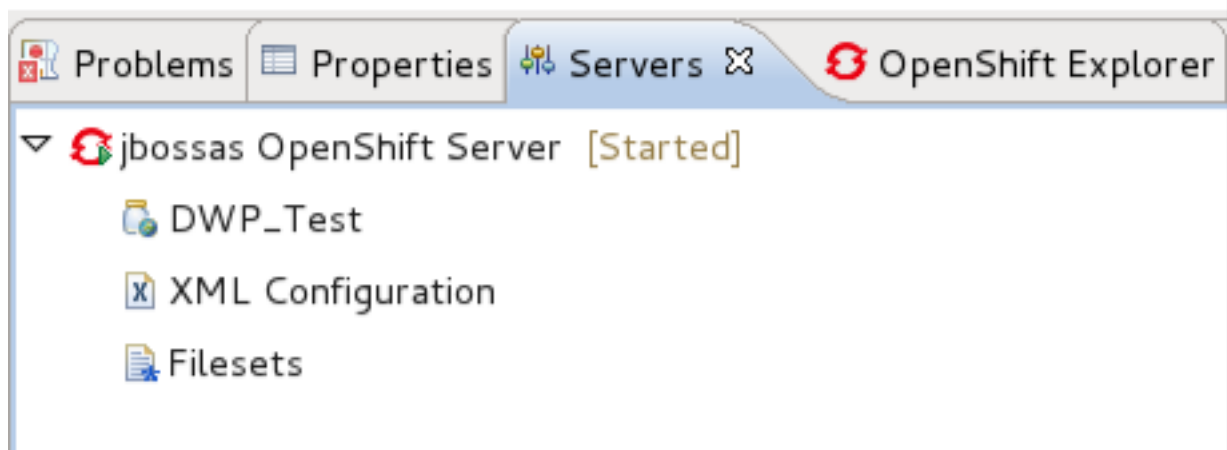 Problems Properties Servers OpenShift Explorer
jbossas OpenShift Server [Started]
DWP_Test
XML Configuration
Filesets